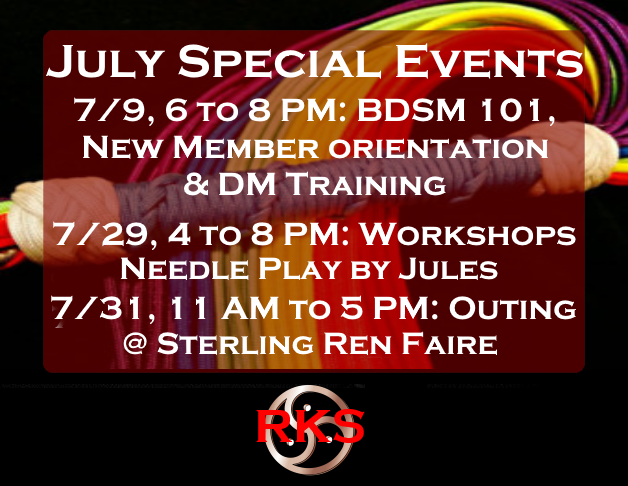 July Special Events
7/9, 6 to 8 PM: BDSM 101,
New Member orientation
& DM Training
7/29, 4 to 8 PM: Workshops
Needle Play by Jules
7/31, 11 AM to 5 PM: Outing
@ Sterling Ren Faire
RKS